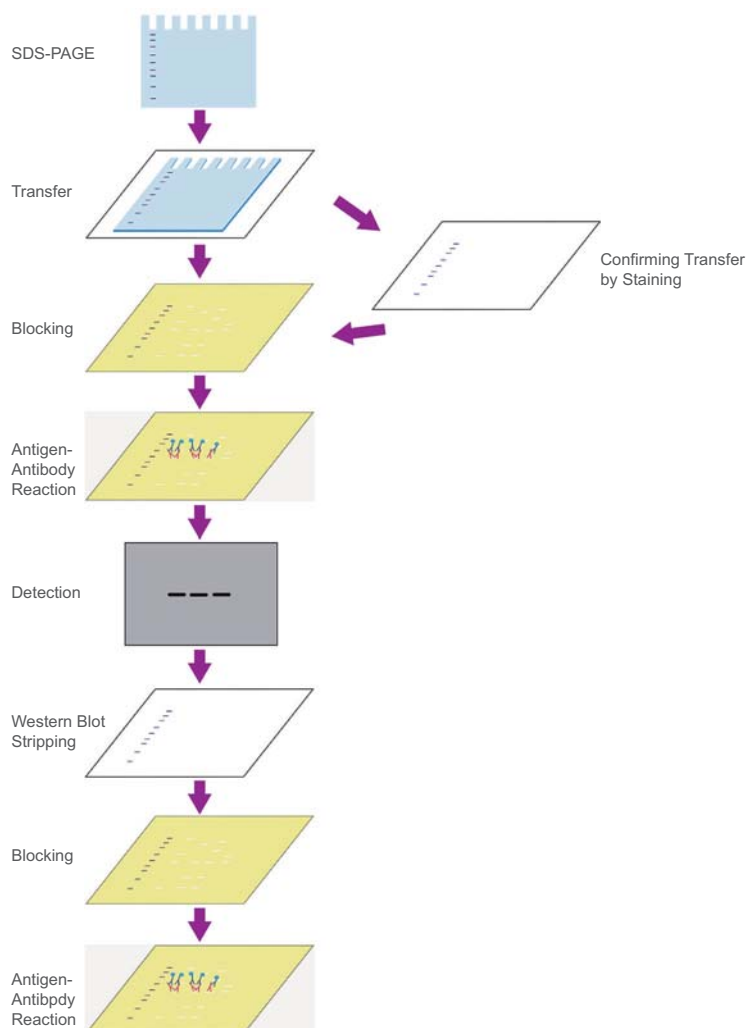 SDS-PAGE
Transfer
Confirming Transfer
by Staining
Blocking
Antigen-
Antibody
Reaction
Detection
Western Blot
Stripping
Blocking
Antigen-
Antibpdy
Reaction